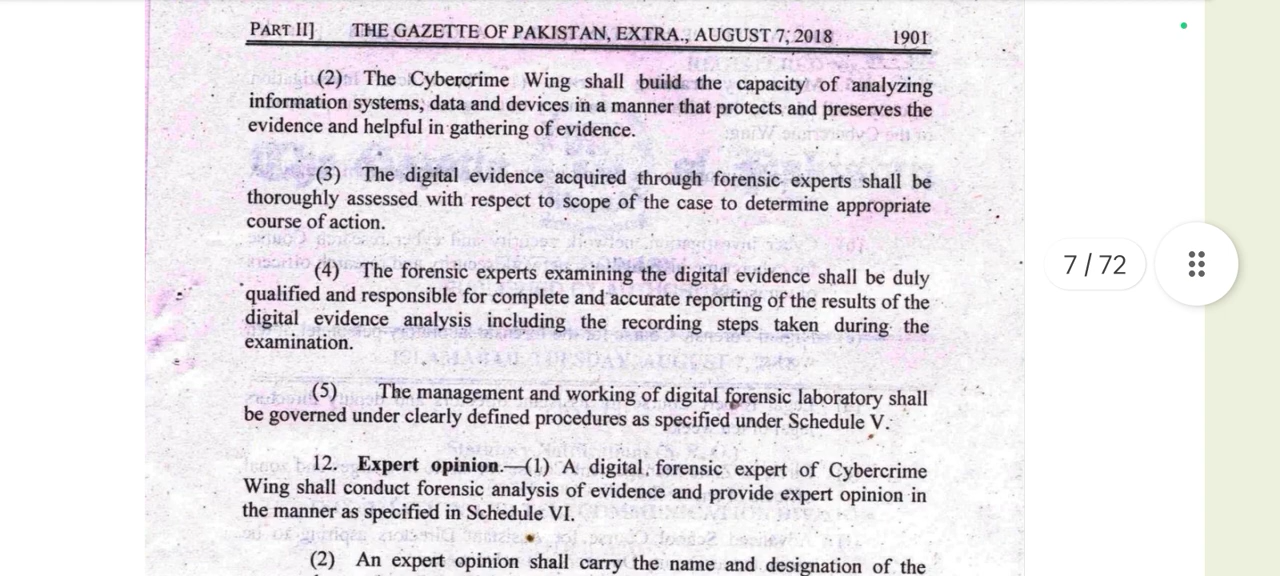 PART II] THE GAZETTE OF PAKISTAN, EXTRA., AUGUST 7, 2018 1901
(2) The Cybercrime Wing shall build the capacity of analyzing
information systems, data and devices in a manner that protects and preserves the
evidence and helpful in gathering of evidence.
(3) The digital evidence acquired through forensic experts shall be
thoroughly assessed with respect to scope of the case to determine appropriate
course of action.
(4) The forensic experts examining the digital evidence shall be duly
qualified and responsible for complete and accurate reporting of the results of the
digital evidence analysis including the recording steps taken during the
examination.
(5) The management and working of digital forensic laboratory shall
be governed under clearly defined procedures as specified under Schedule V.
7 / 72
12. Expert opinion.—(1) A digital forensic expert of Cybercrime
Wing shall conduct forensic analysis of evidence and provide expert opinion in
the manner as specified in Schedule VI.
(2) An expert opinion shall carry the name and designation of the